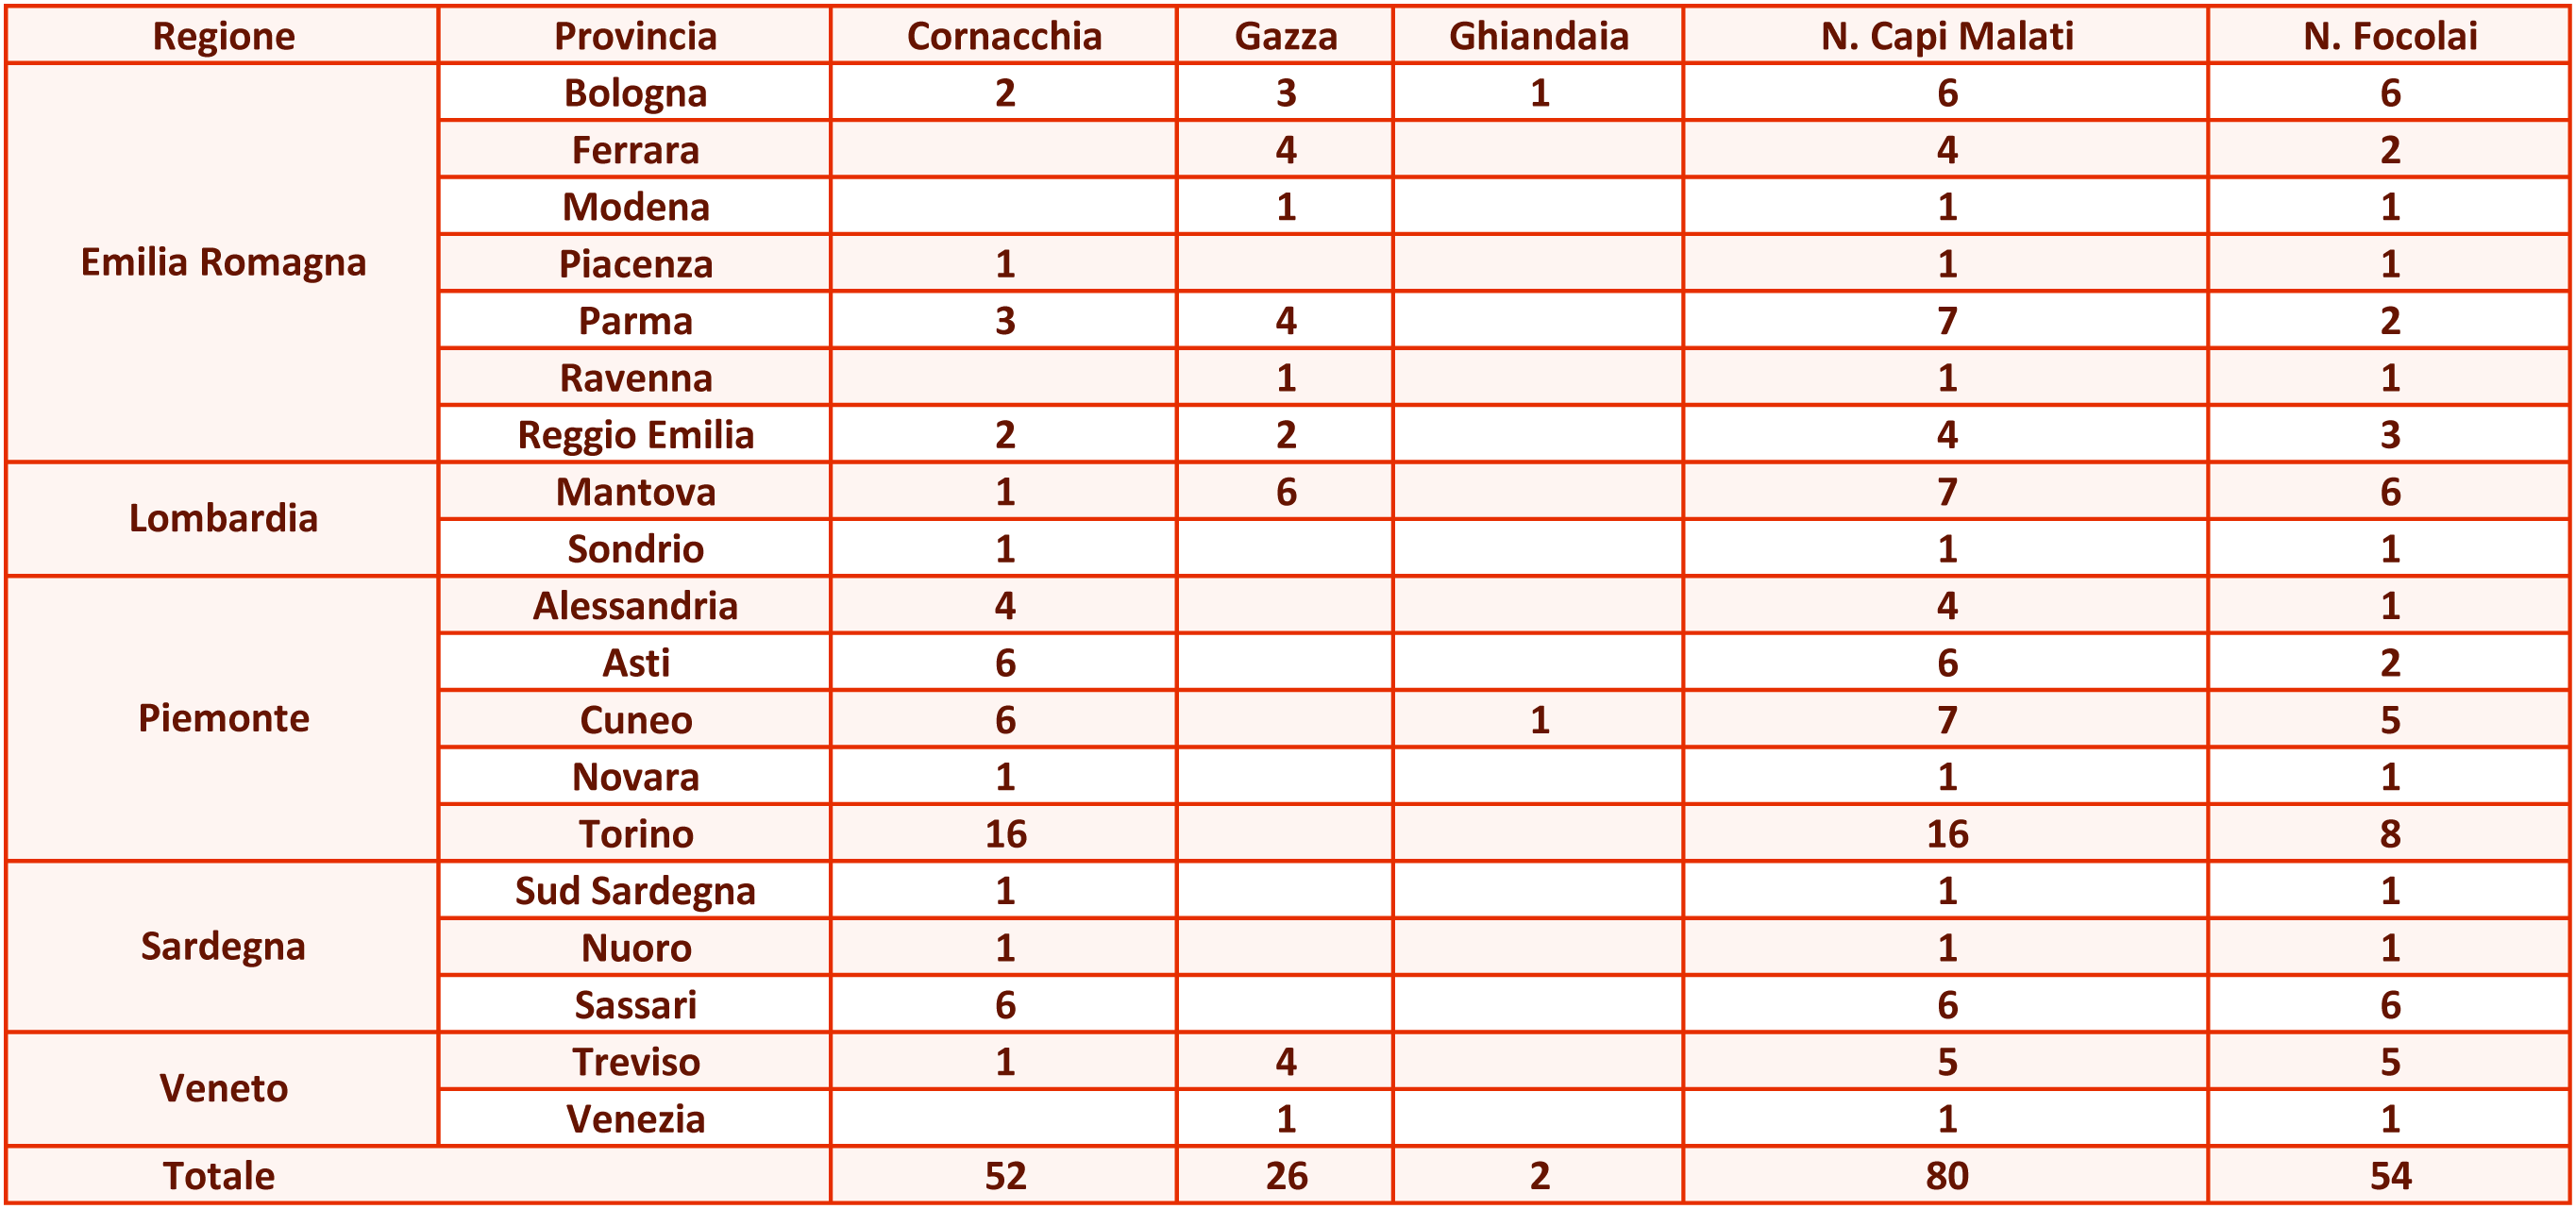 Regione Provincia Cornacchia Gazza Ghiandaia N. Capi Malati N. Focolai
Emilia Romagna
Bologna 2 3 1 6 6
Ferrara 4 4 2
Modena 1 1 1
Piacenza 1 1 1
Parma 3 4 7 2
Ravenna 1 1 1
Reggio Emilia 2 2 4 3
Lombardia
Mantova 1 6 7 6
Sondrio 1 1 1
Piemonte
Alessandria 4 4 1
Asti 6 6 2
Cuneo 6 1 7 5
Novara 1 1 1
Torino 16 16 8
Sardegna
Sud Sardegna 1 1 1
Nuoro 1 1 1
Sassari 6 6 6
Veneto
Treviso 1 4 5 5
Venezia 1 1 1
Totale 52 26 2 80 54